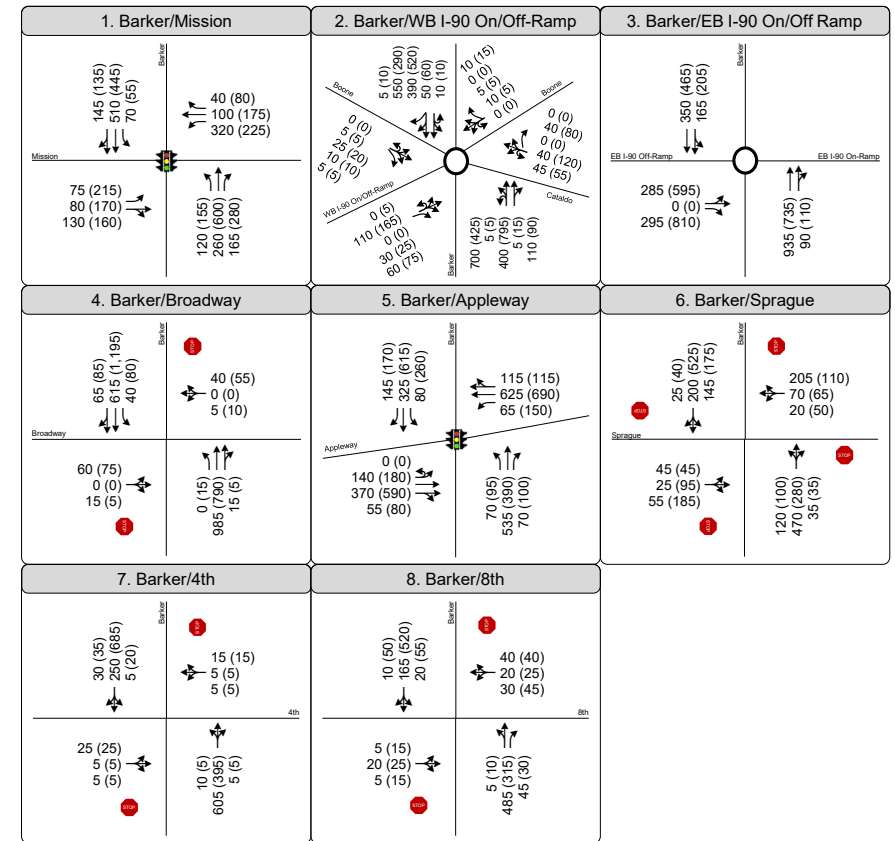 1. Barker/Mission
Barker
145 (135)
510 (445)
70 (55)
40 (80)
100 (175)
320 (225)
Mission
75 (215)
80 (170)
130 (160)
120 (155)
260 (600)
165 (280)
2. Barker/WB I-90 On/Off-Ramp
5 (10)
550 (290)
390 (520)
50 (60)
10 (10)
10 (15)
0 (0)
5 (5)
10 (5)
0 (0)
Boone
Boone
0 (0)
5 (5)
25 (20)
10 (10)
5 (5)
0 (0)
40 (80)
0 (0)
40 (120)
45 (55)
Cataldo
WB I-90 On/Off-Ramp
0 (5)
110 (165)
0 (0)
30 (25)
60 (75)
Barker
700 (425)
5 (5)
400 (795)
5 (15)
110 (90)
3. Barker/EB I-90 On/Off Ramp
Barker
350 (465)
165 (205)
EB I-90 Off-Ramp
EB I-90 On-Ramp
285 (595)
0 (0)
295 (810)
935 (735)
90 (110)
4. Barker/Broadway
Barker
STOP
65 (85)
615 (1,195)
40 (80)
40 (55)
0 (0)
5 (10)
Broadway
60 (75)
0 (0)
15 (5)
STOP
0 (15)
985 (790)
15 (5)
5. Barker/Appleway
Barker
145 (170)
325 (615)
80 (260)
115 (115)
625 (690)
65 (150)
Appleway
0 (0)
140 (180)
370 (590)
55 (80)
70 (95)
535 (390)
70 (100)
6. Barker/Sprague
Barker
STOP
25 (40)
200 (525)
145 (175)
205 (110)
70 (65)
20 (50)
STOP
Sprague
STOP
45 (45)
25 (95)
55 (185)
STOP
120 (100)
470 (280)
35 (35)
7. Barker/4th
Barker
STOP
30 (35)
250 (685)
5 (20)
15 (15)
5 (5)
5 (5)
4th
25 (25)
5 (5)
5 (5)
STOP
10 (5)
605 (395)
5 (5)
8. Barker/8th
Barker
STOP
10 (50)
165 (520)
20 (55)
40 (40)
20 (25)
30 (45)
8th
5 (15)
20 (25)
5 (15)
STOP
5 (10)
485 (315)
45 (30)